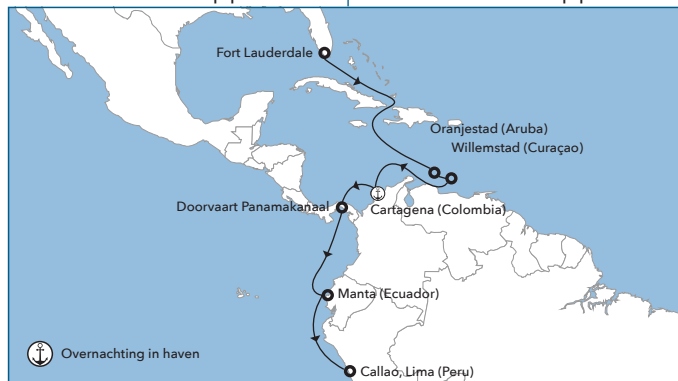 Fort Lauderdale
Oranjestad (Aruba)
Willemstad (Curaçao)
Doorvaart Panamakanaal
Cartagena (Colombia)
Manta (Ecuador)
Overnachting in haven
Callao, Lima (Peru)